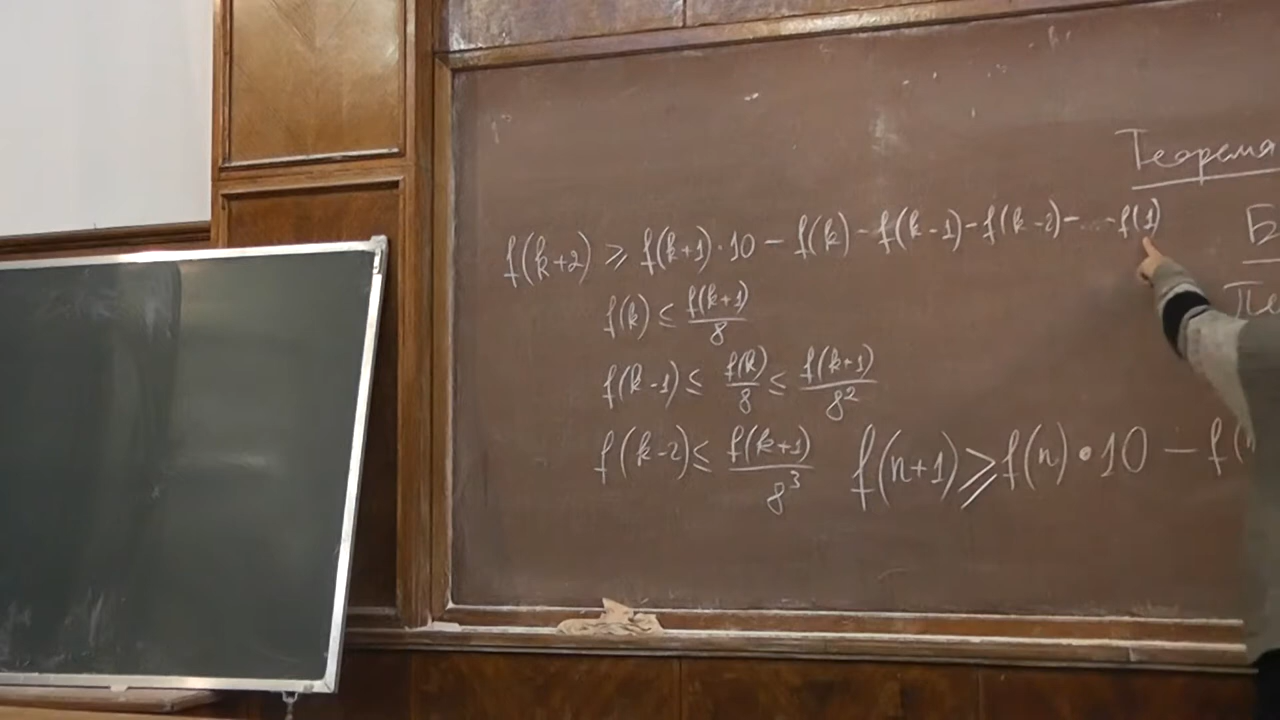 Теорема
f(k+2) ⩾ f(k+1)·10 − f(k) − f(k−1) − f(k−2) − ... − f(1)
f(k) ≤ f(k+1)/8
f(k−1) ≤ f(k)/8 ≤ f(k+1)/8²
f(k−2) ≤ f(k+1)/8³
f(n+1) ⩾ f(n)·10 − f(